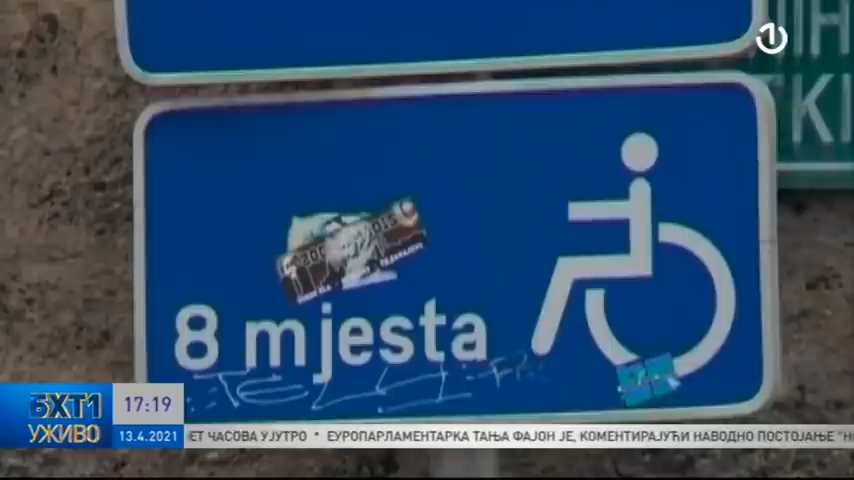 8 mjesta
БХТ1
УЖИВО
17:19
13.4.2021
ЕТ ЧАСОВА УЈУТРО * ЕУРОПАРЛАМЕНТАРКА ТАЊА ФАЈОН ЈЕ, КОМЕНТИРАЈУЋИ НАВОДНО ПОСТОЈАЊЕ "Н